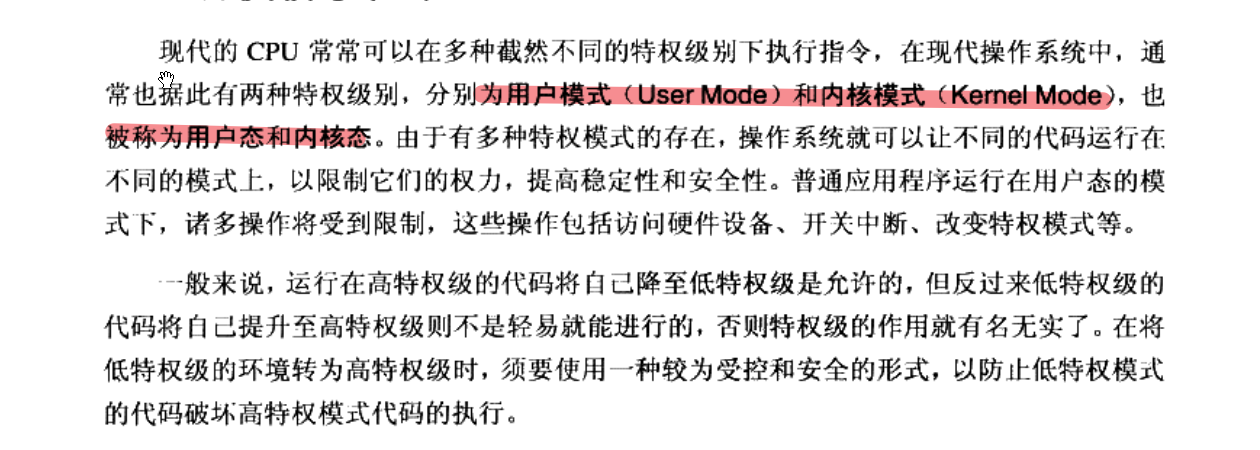 现代的 CPU 常常可以在多种截然不同的特权级别下执行指令，在现代操作系统中，通
常也据此有两种特权级别，分别为用户模式（User Mode）和内核模式（Kernel Mode），也
被称为用户态和内核态。由于有多种特权模式的存在，操作系统就可以让不同的代码运行在
不同的模式上，以限制它们的权力，提高稳定性和安全性。普通应用程序运行在用户态的模
式下，诸多操作将受到限制，这些操作包括访问硬件设备、开关中断、改变特权模式等。
一般来说，运行在高特权级的代码将自己降至低特权级是允许的，但反过来低特权级的
代码将自己提升至高特权级则不是轻易就能进行的，否则特权级的作用就有名无实了。在将
低特权级的环境转为高特权级时，须要使用一种较为受控和安全的形式，以防止低特权模式
的代码破坏高特权模式代码的执行。